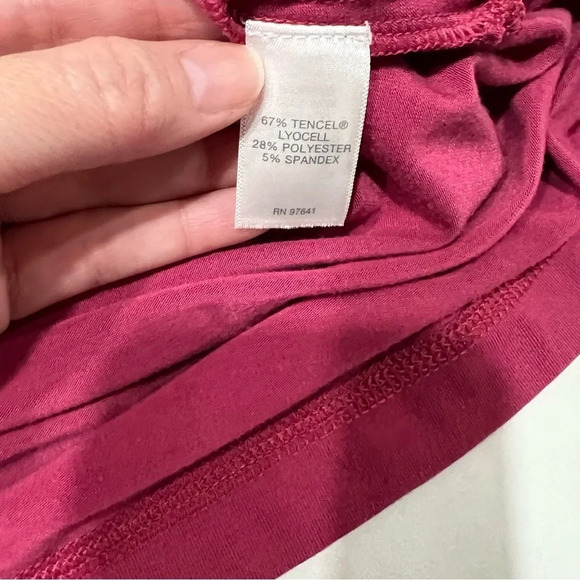 67% TENCEL®
LYOCELL
28% POLYESTER
5% SPANDEX
RN 97641